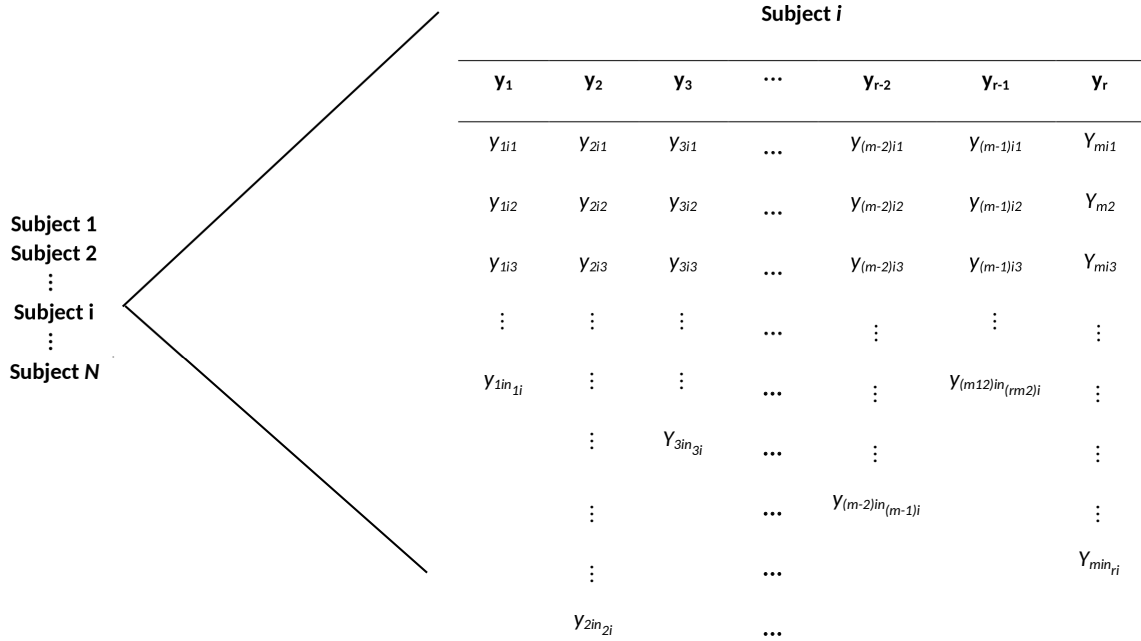 Subject i
y1 y2 y3 ... yr-2 yr-1 yr
y1i1 y2i1 y3i1 ... y(m-2)i1 y(m-1)i1 Ymi1
Subject 1
y1i2 y2i2 y3i2 ... y(m-2)i2 y(m-1)i2 Ym2
Subject 2
y1i3 y2i3 y3i3 ... y(m-2)i3 y(m-1)i3 Ymi3
⋮
Subject i
⋮ ⋮ ⋮ ... ⋮ ⋮ ⋮
⋮
Subject N
y1in1i ⋮ ⋮ ... ⋮ y(m12)in(rm2)i ⋮
⋮ Y3in3i ... ⋮ ⋮
⋮ ... y(m-2)in(m-1)i ⋮
⋮ ... Yminri
y2in2i ...